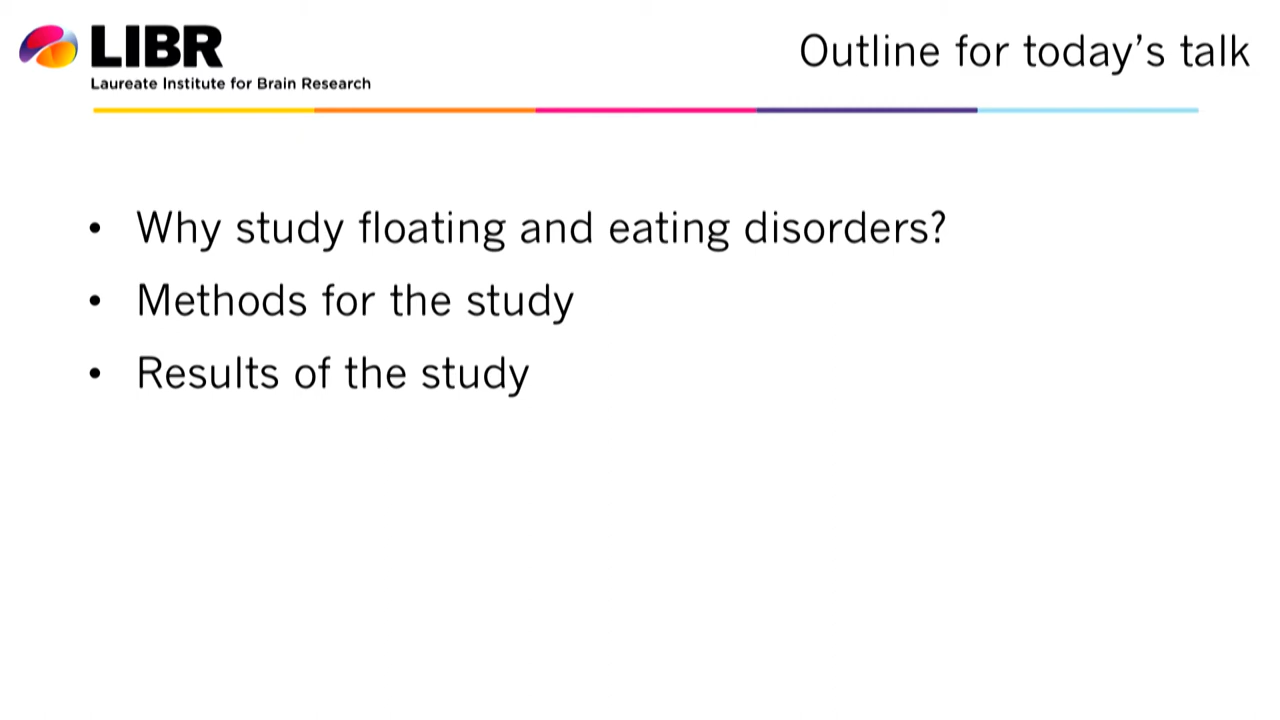 LIBR
Laureate Institute for Brain Research
Outline for today’s talk
• Why study floating and eating disorders?
• Methods for the study
• Results of the study